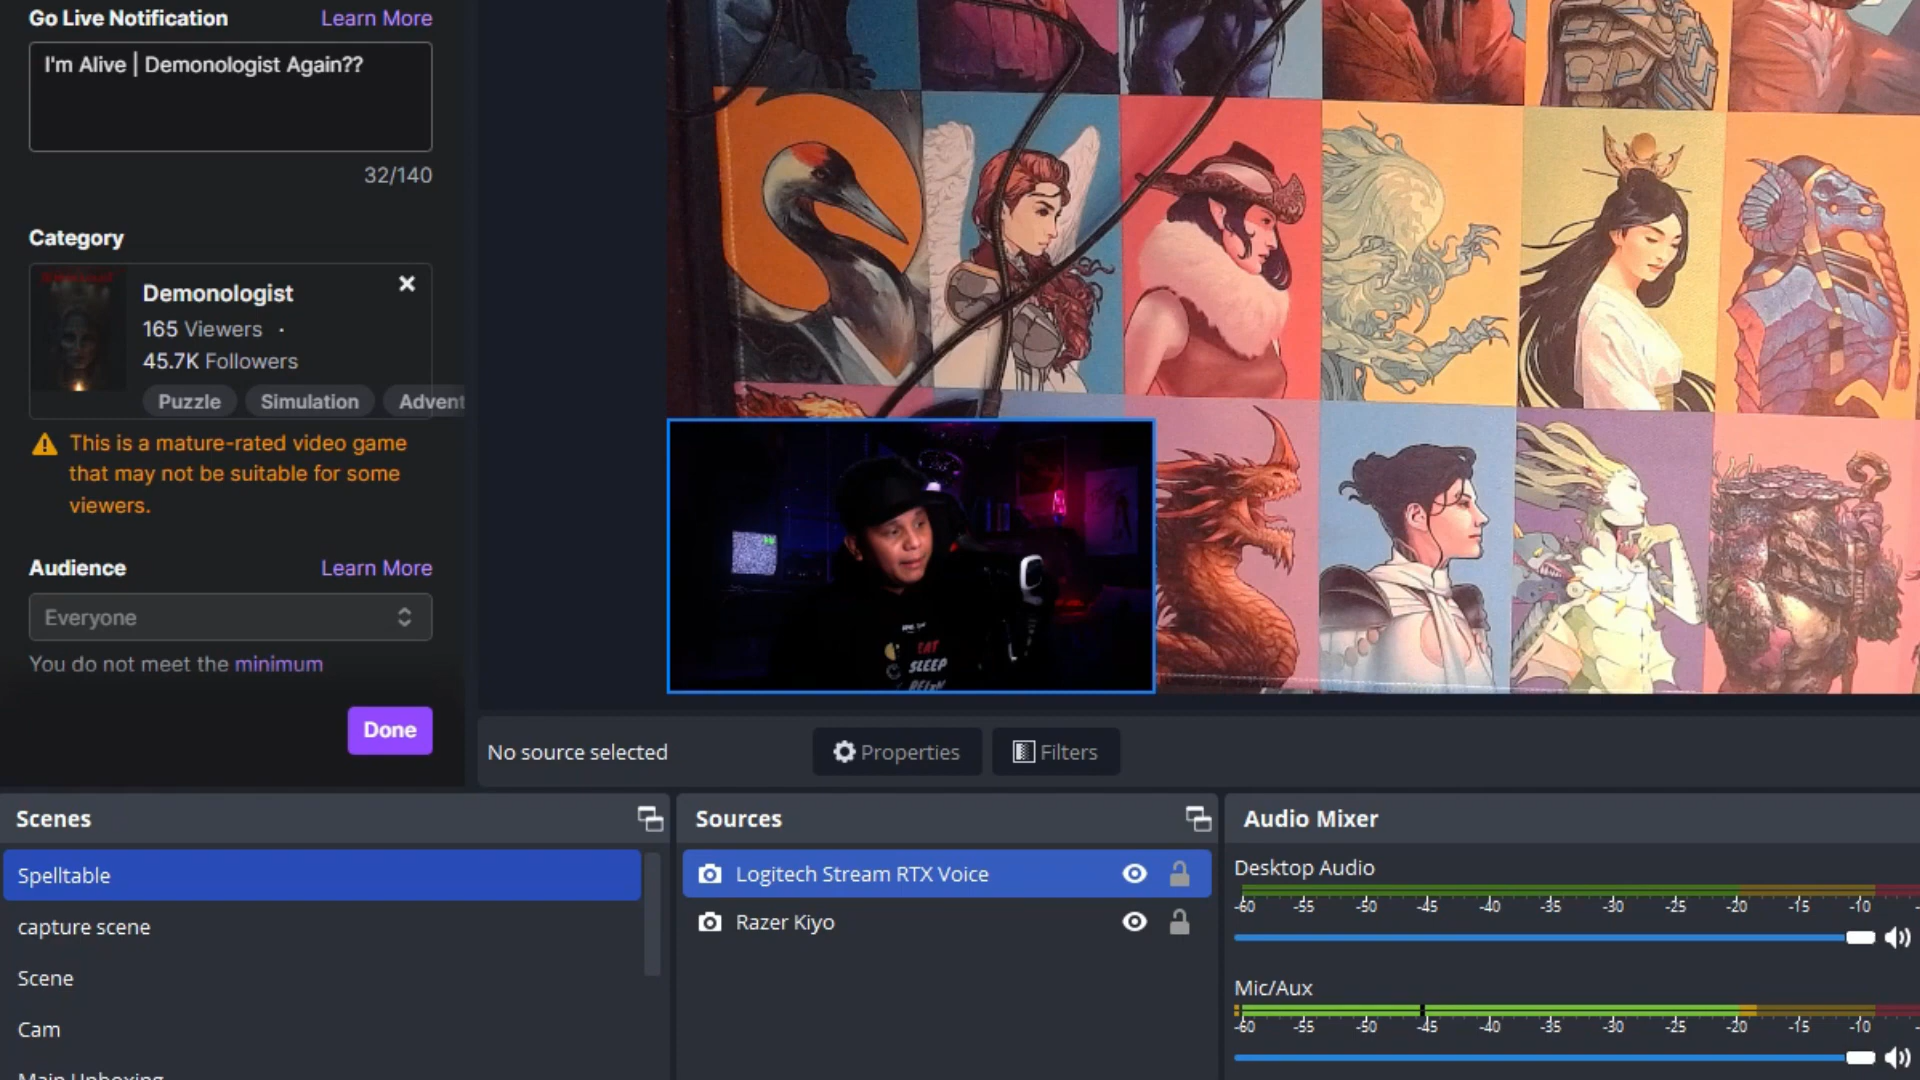 Go Live Notification Learn More
I'm Alive | Demonologist Again??
32/140
Category
Demonologist
165 Viewers ·
45.7K Followers
Puzzle Simulation Advent
This is a mature-rated video game
that may not be suitable for some
viewers.
Audience Learn More
Everyone
You do not meet the minimum
Done
EAT
SLEEP
No source selected Properties Filters
Scenes Sources Audio Mixer
Spelltable
capture scene
Scene
Cam
Main Unboxing
Logitech Stream RTX Voice
Razer Kiyo
Desktop Audio
-60 -55 -50 -45 -40 -35 -30 -25 -20 -15 -10
Mic/Aux
-60 -55 -50 -45 -40 -35 -30 -25 -20 -15 -10